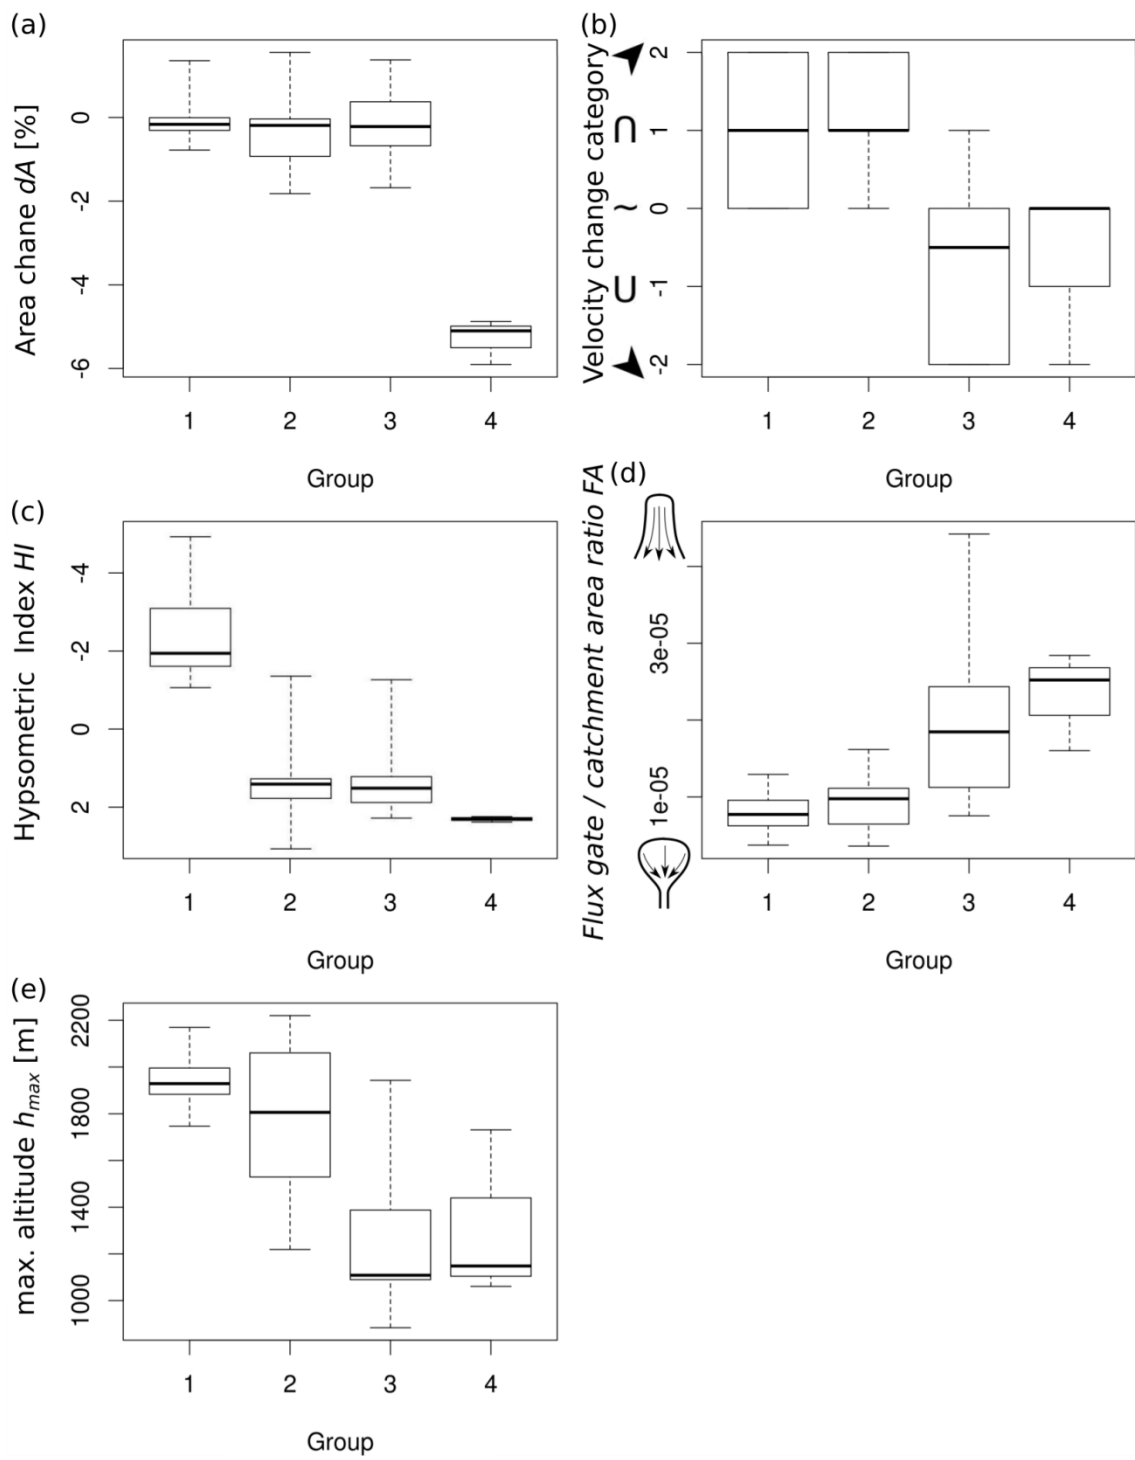 (a)
Area chane dA [%]
0
-2
-4
-6
1 2 3 4
Group
(b)
Velocity change category
∩
~
∪
2
1
0
-1
-2
1 2 3 4
Group
(c)
Hypsometric Index HI
-4
-2
0
2
1 2 3 4
Group
(d)
Flux gate / catchment area ratio FA
3e-05
1e-05
1 2 3 4
Group
(e)
max. altitude hmax [m]
2200
1800
1400
1000
1 2 3 4
Group